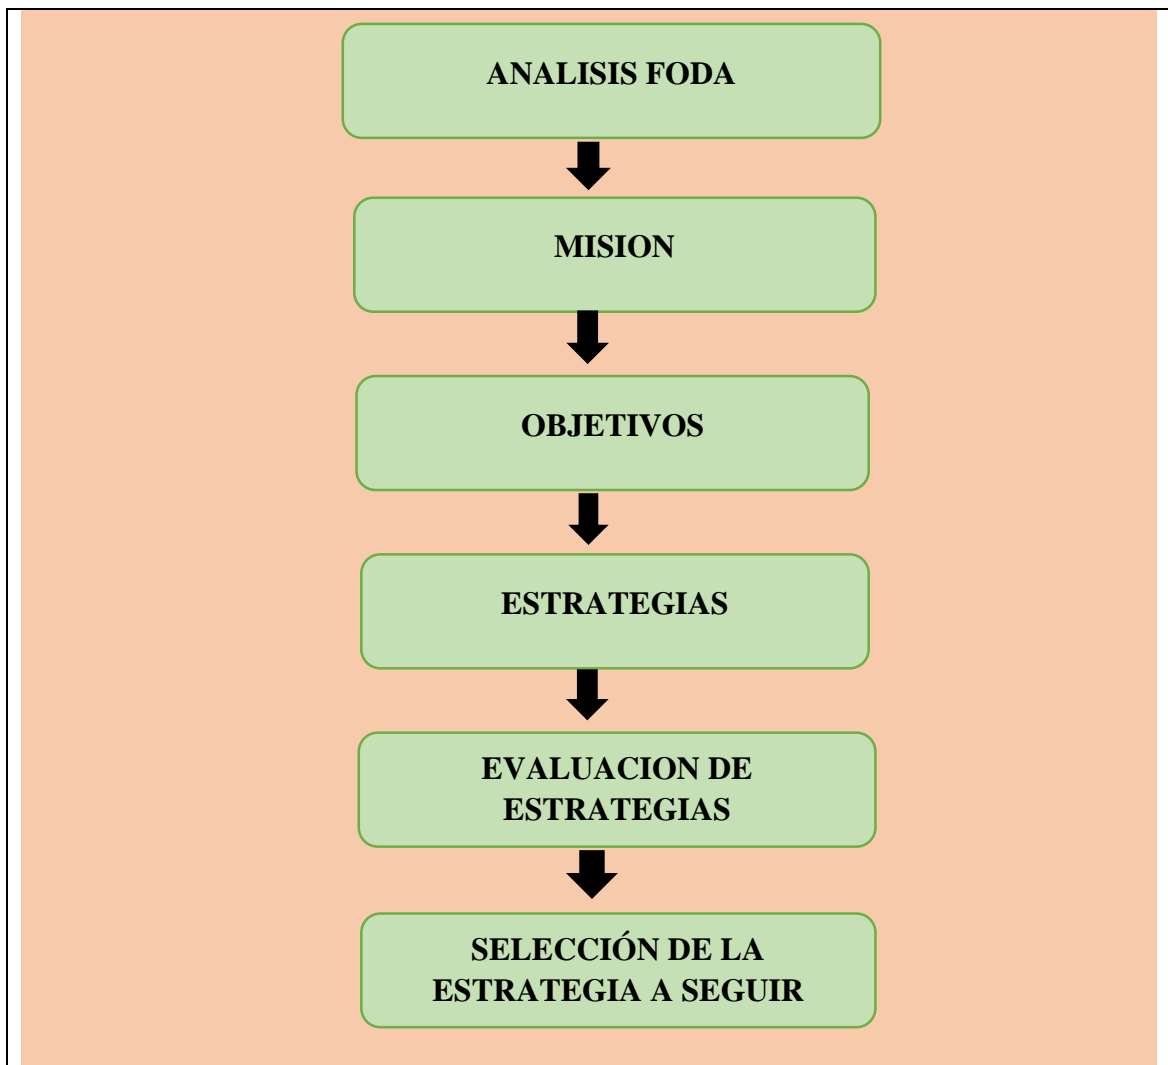 ANALISIS FODA
MISION
OBJETIVOS
ESTRATEGIAS
EVALUACION DE
ESTRATEGIAS
SELECCIÓN DE LA
ESTRATEGIA A SEGUIR